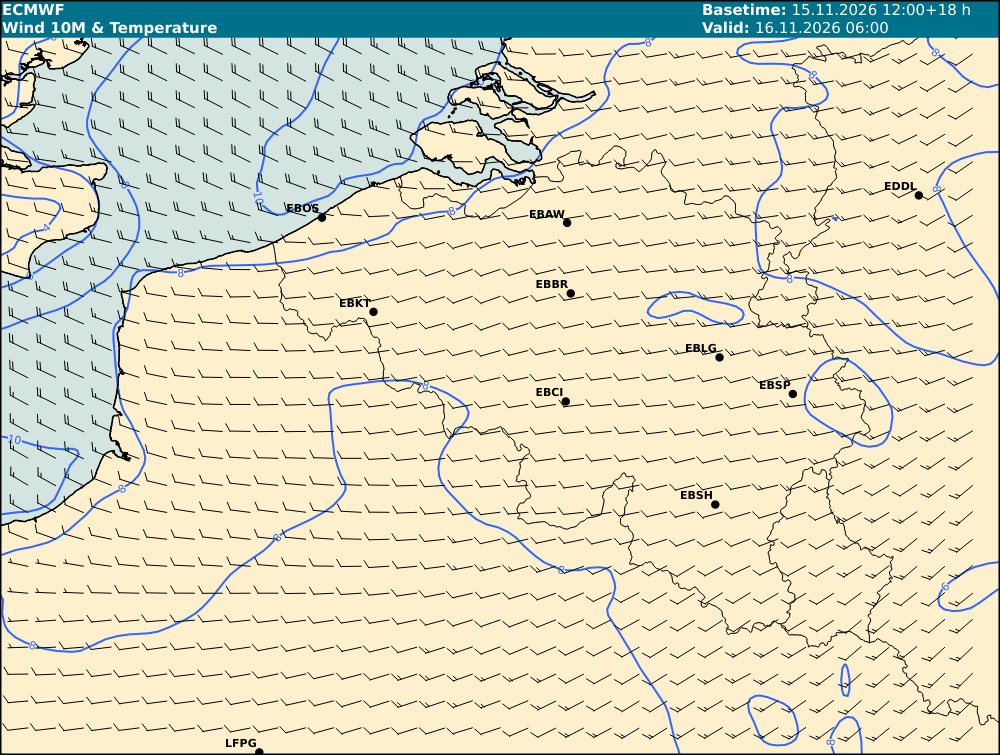 ECMWF
Wind 10M & Temperature
Basetime: 15.11.2026 12:00+18 h
Valid: 16.11.2026 06:00
8
8
8
8
10
4
8
EDDL
8
EBOS
8
EBAW
8
EBBR
8
EBKT
EBLG
EBSP
8
EBCI
10
8
EBSH
8
8
6
8
8
LFPG